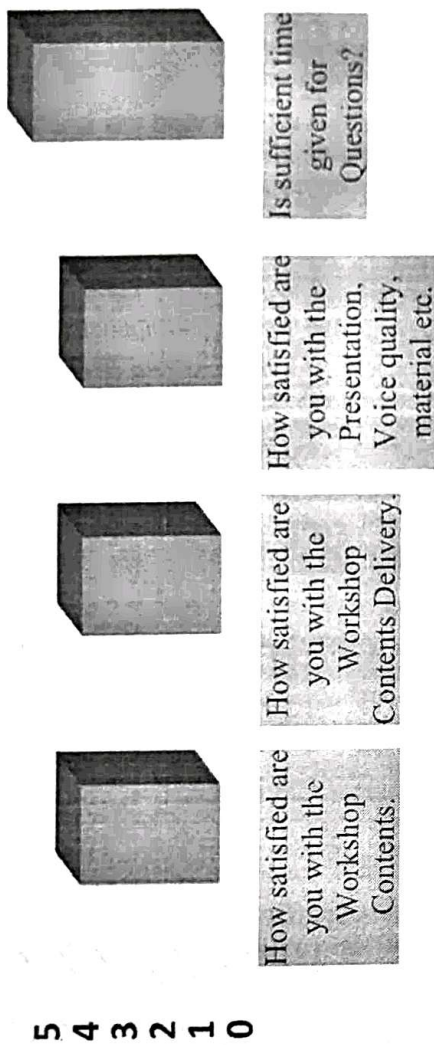 5
4
3
2
1
0
How satisfied are
you with the
Workshop
Contents.
How satisfied are
you with the
Workshop
Contents Delivery.
How satisfied are
you with the
Presentation,
Voice quality,
material etc.
Is sufficient time
given for
Questions?